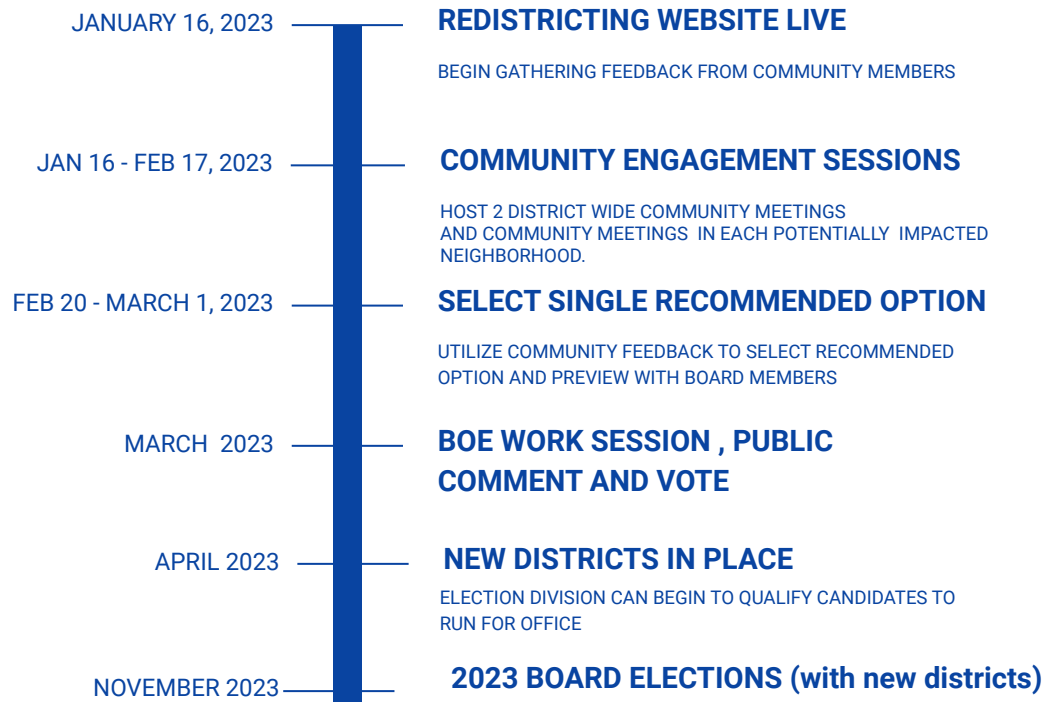 JANUARY 16, 2023
REDISTRICTING WEBSITE LIVE
BEGIN GATHERING FEEDBACK FROM COMMUNITY MEMBERS
JAN 16 - FEB 17, 2023
COMMUNITY ENGAGEMENT SESSIONS
HOST 2 DISTRICT WIDE COMMUNITY MEETINGS
AND COMMUNITY MEETINGS IN EACH POTENTIALLY IMPACTED
NEIGHBORHOOD.
FEB 20 - MARCH 1, 2023
SELECT SINGLE RECOMMENDED OPTION
UTILIZE COMMUNITY FEEDBACK TO SELECT RECOMMENDED
OPTION AND PREVIEW WITH BOARD MEMBERS
MARCH 2023
BOE WORK SESSION , PUBLIC
COMMENT AND VOTE
APRIL 2023
NEW DISTRICTS IN PLACE
ELECTION DIVISION CAN BEGIN TO QUALIFY CANDIDATES TO
RUN FOR OFFICE
NOVEMBER 2023
2023 BOARD ELECTIONS (with new districts)